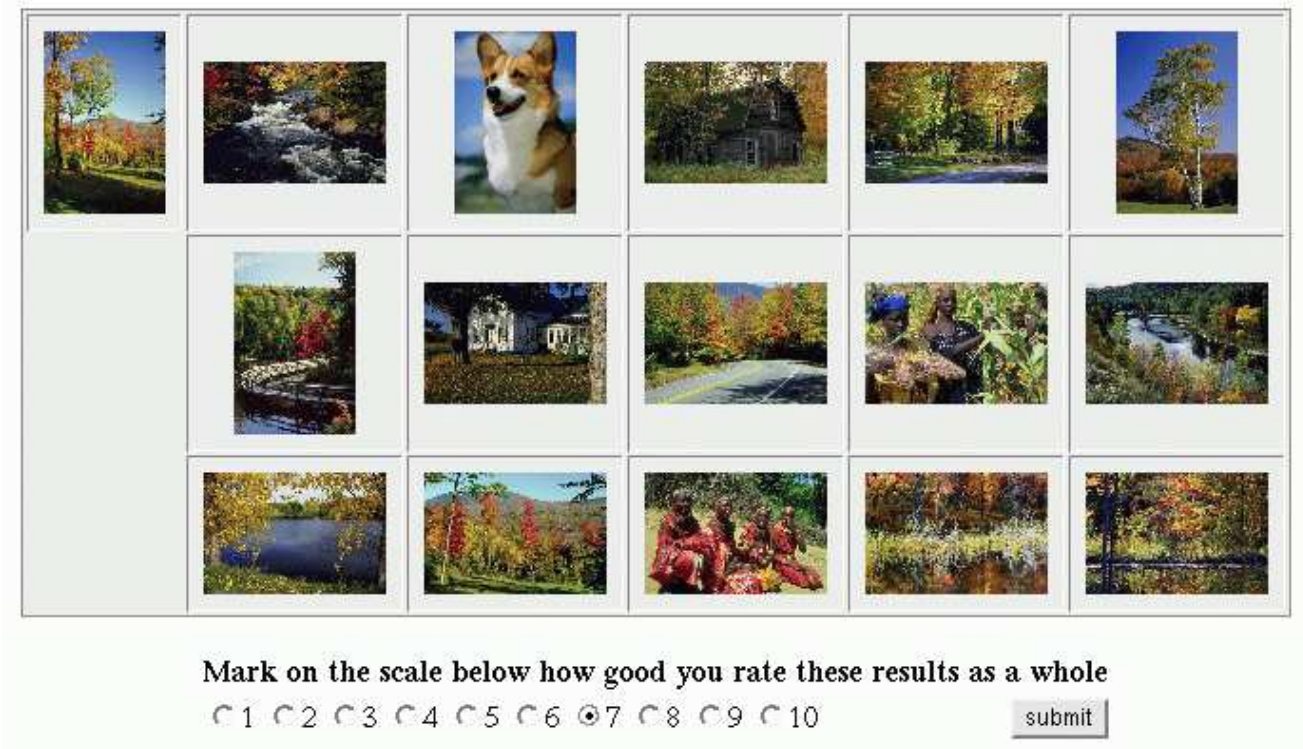 Mark on the scale below how good you rate these results as a whole
1 2 3 4 5 6 7 8 9 10 submit